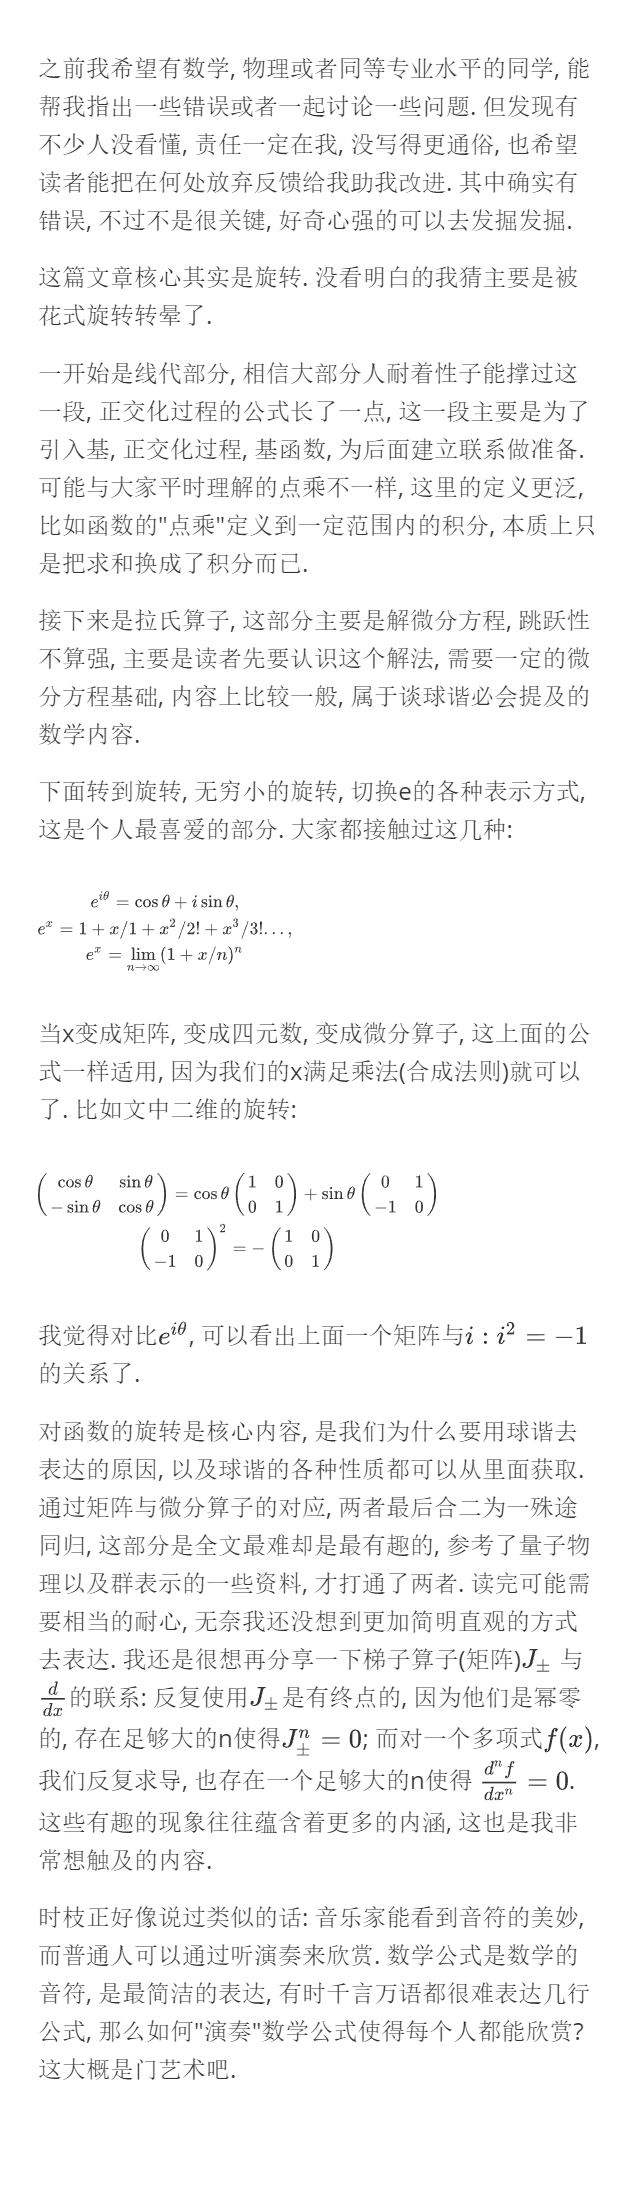 之前我希望有数学, 物理或者同等专业水平的同学, 能
帮我指出一些错误或者一起讨论一些问题. 但发现有
不少人没看懂, 责任一定在我, 没写得更通俗, 也希望
读者能把在何处放弃反馈给我助我改进. 其中确实有
错误, 不过不是很关键, 好奇心强的可以去发掘发掘.
这篇文章核心其实是旋转. 没看明白的我猜主要是被
花式旋转转晕了.
一开始是线代部分, 相信大部分人耐着性子能撑过这
一段, 正交化过程的公式长了一点, 这一段主要是为了
引入基, 正交化过程, 基函数, 为后面建立联系做准备.
可能与大家平时理解的点乘不一样, 这里的定义更泛,
比如函数的"点乘"定义到一定范围内的积分, 本质上只
是把求和换成了积分而已.
接下来是拉氏算子, 这部分主要是解微分方程, 跳跃性
不算强, 主要是读者先要认识这个解法, 需要一定的微
分方程基础, 内容上比较一般, 属于谈球谐必会提及的
数学内容.
下面转到旋转, 无穷小的旋转, 切换e的各种表示方式,
这是个人最喜爱的部分. 大家都接触过这几种:
$e^{i\theta} = \cos\theta + i\sin\theta,$
$e^x = 1 + x/1 + x^2/2! + x^3/3! \ldots,$
$e^x = \lim_{n\to\infty}(1 + x/n)^n$
当x变成矩阵, 变成四元数, 变成微分算子, 这上面的公
式一样适用, 因为我们的x满足乘法(合成法则)就可以
了. 比如文中二维的旋转:
$\begin{pmatrix} \cos\theta & \sin\theta \\ -\sin\theta & \cos\theta \end{pmatrix} = \cos\theta \begin{pmatrix} 1 & 0 \\ 0 & 1 \end{pmatrix} + \sin\theta \begin{pmatrix} 0 & 1 \\ -1 & 0 \end{pmatrix}$
$\begin{pmatrix} 0 & 1 \\ -1 & 0 \end{pmatrix}^2 = -\begin{pmatrix} 1 & 0 \\ 0 & 1 \end{pmatrix}$
我觉得对比$e^{i\theta}$, 可以看出上面一个矩阵与$i : i^2 = -1$
的关系了.
对函数的旋转是核心内容, 是我们为什么要用球谐去
表达的原因, 以及球谐的各种性质都可以从里面获取.
通过矩阵与微分算子的对应, 两者最后合二为一殊途
同归, 这部分是全文最难却是最有趣的, 参考了量子物
理以及群表示的一些资料, 才打通了两者. 读完可能需
要相当的耐心, 无奈我还没想到更加简明直观的方式
去表达. 我还是很想再分享一下梯子算子(矩阵)$J_{\pm}$ 与
$\frac{d}{dx}$的联系: 反复使用$J_{\pm}$是有终点的, 因为他们是幂零
的, 存在足够大的n使得$J_{\pm}^n = 0$; 而对一个多项式$f(x)$,
我们反复求导, 也存在一个足够大的n使得 $\frac{d^n f}{dx^n} = 0$.
这些有趣的现象往往蕴含着更多的内涵, 这也是我非
常想触及的内容.
时枝正好像说过类似的话: 音乐家能看到音符的美妙,
而普通人可以通过听演奏来欣赏. 数学公式是数学的
音符, 是最简洁的表达, 有时千言万语都很难表达几行
公式, 那么如何"演奏"数学公式使得每个人都能欣赏?
这大概是门艺术吧.